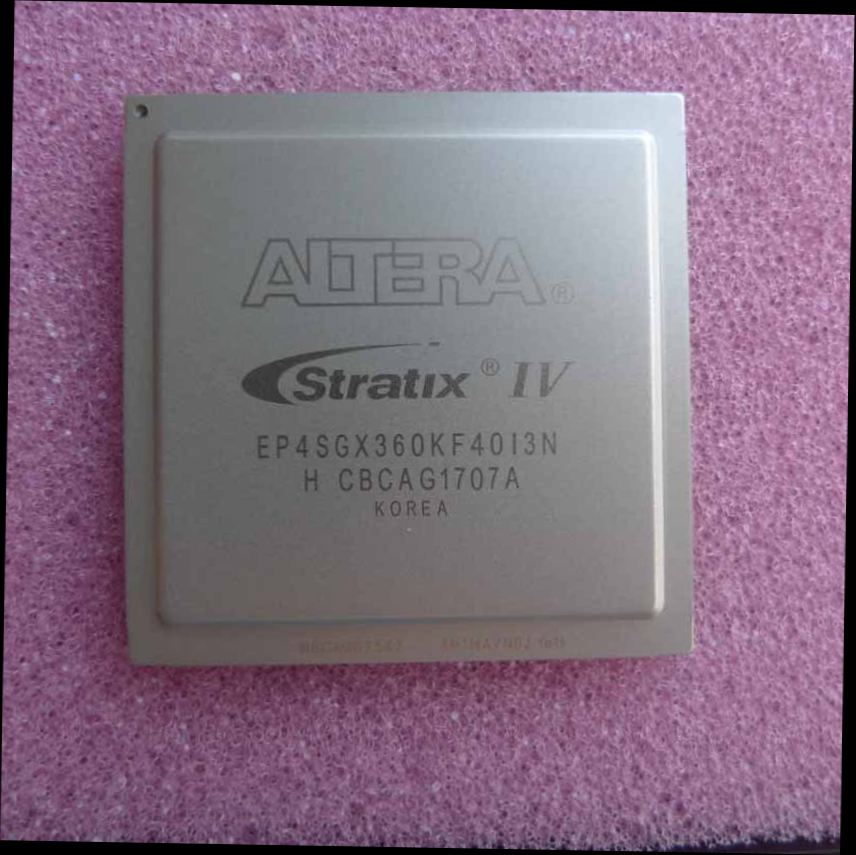 ALTERA®
Stratix® IV
EP4SGX360KF40I3N
H CBCAG1707A
KOREA